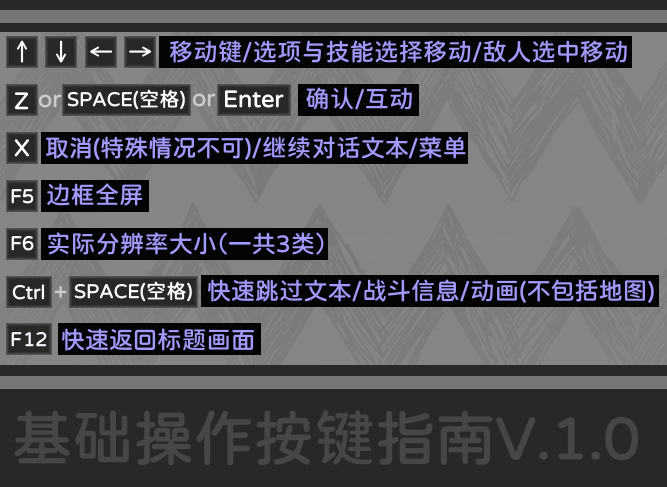 ↑ ↓ ← → 移动键/选项与技能选择移动/敌人选中移动
Z or SPACE(空格) or Enter 确认/互动
X 取消(特殊情况不可)/继续对话文本/菜单
F5 边框全屏
F6 实际分辨率大小(一共3类)
Ctrl + SPACE(空格) 快速跳过文本/战斗信息/动画(不包括地图)
F12 快速返回标题画面
基础操作按键指南V.1.0